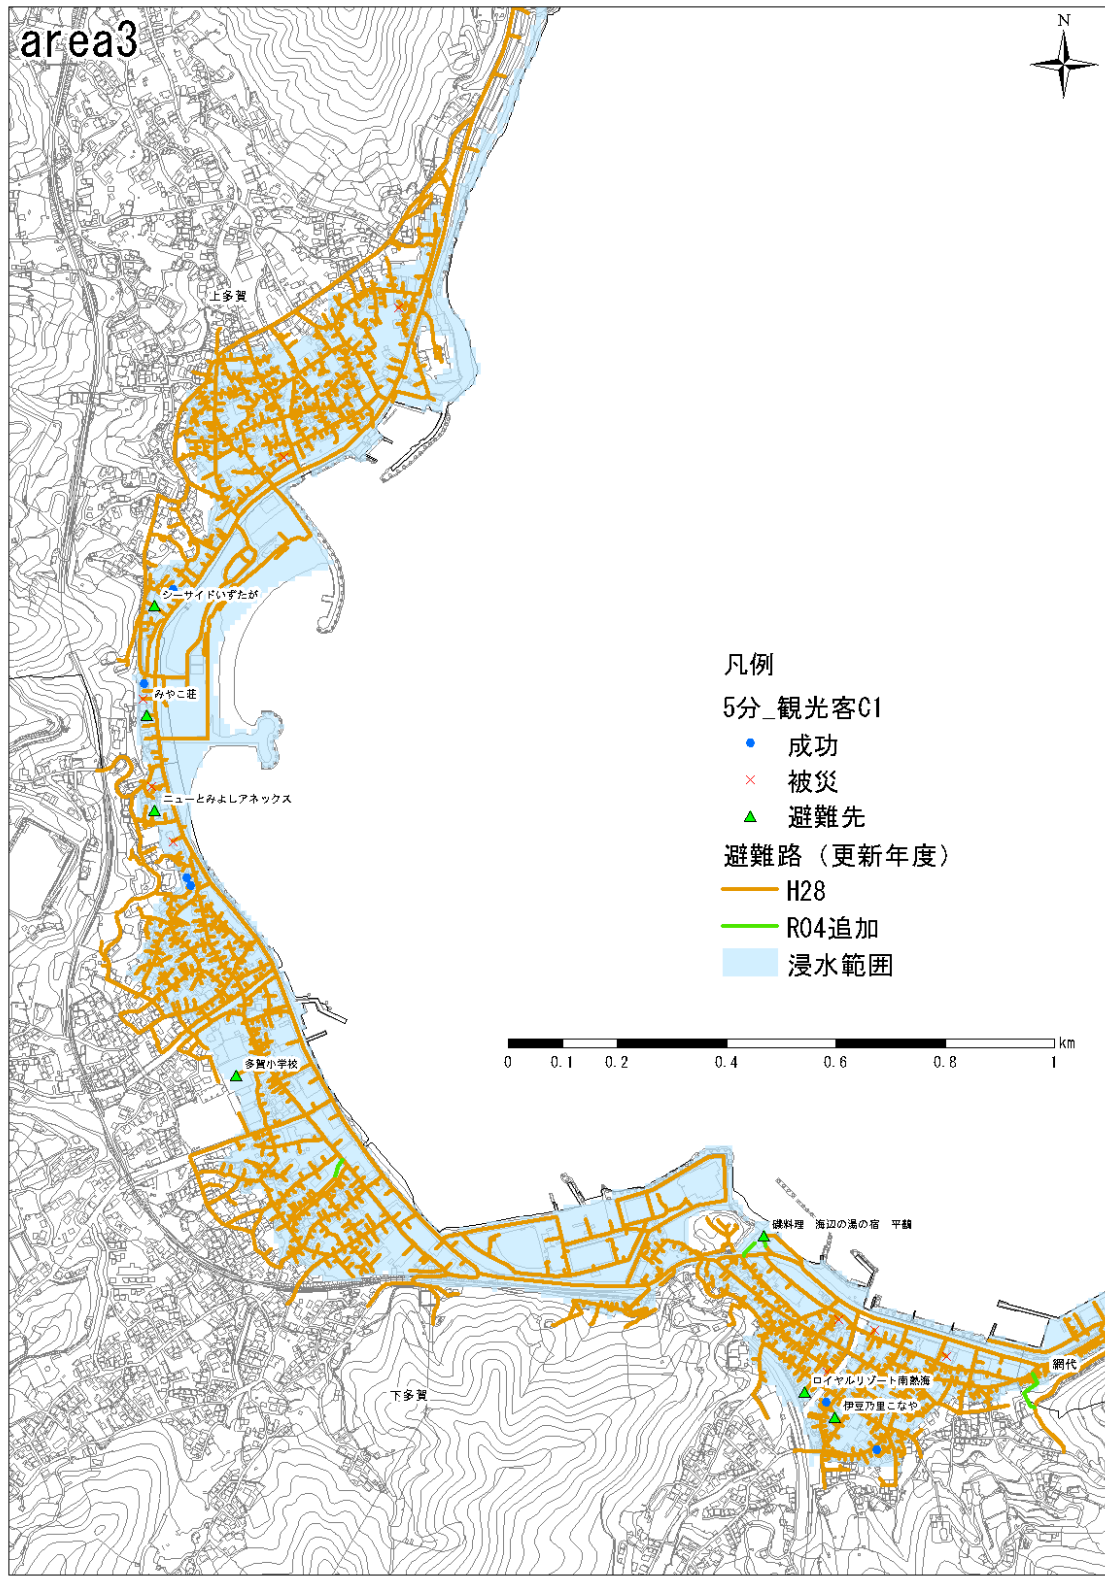 area3
N
上多賀
シーサイドいずたが
みやこ荘
ニューとみよしアネックス
凡例
5分_観光客C1
成功
被災
避難先
避難路（更新年度）
H28
R04追加
浸水範囲
0 0.1 0.2 0.4 0.6 0.8 1 km
多賀小学校
磯料理 海辺の湯の宿 平鶴
網代
ロイヤルリゾート南熱海
下多賀
伊豆乃里こなや